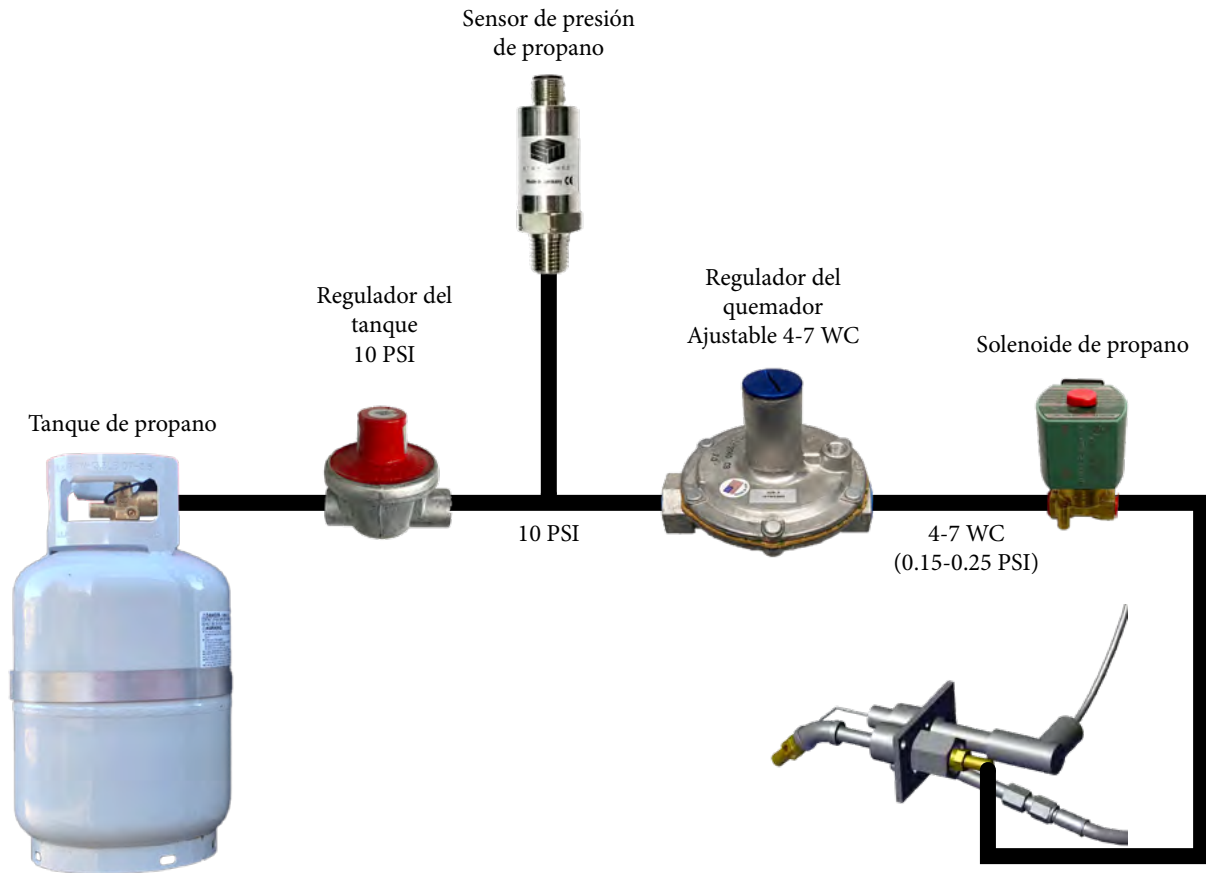 Sensor de presión
de propano
Regulador del
tanque
10 PSI
Regulador del
quemador
Ajustable 4-7 WC
Solenoide de propano
Tanque de propano
10 PSI
4-7 WC
(0.15-0.25 PSI)